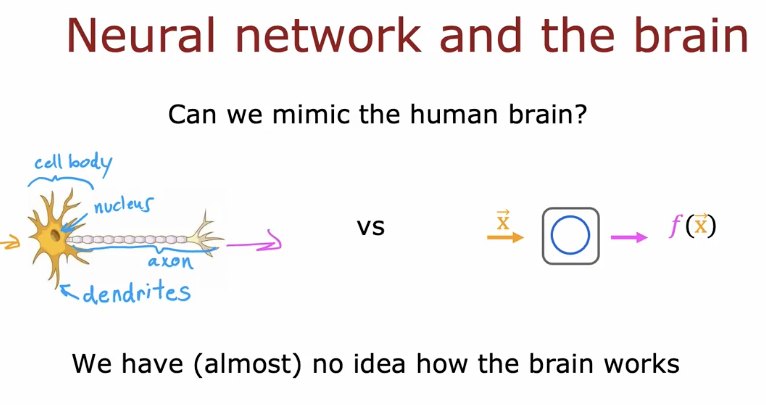 Neural network and the brain
Can we mimic the human brain?
cell body
nucleus
axon
dendrites
vs
x⃗
f(x⃗)
We have (almost) no idea how the brain works